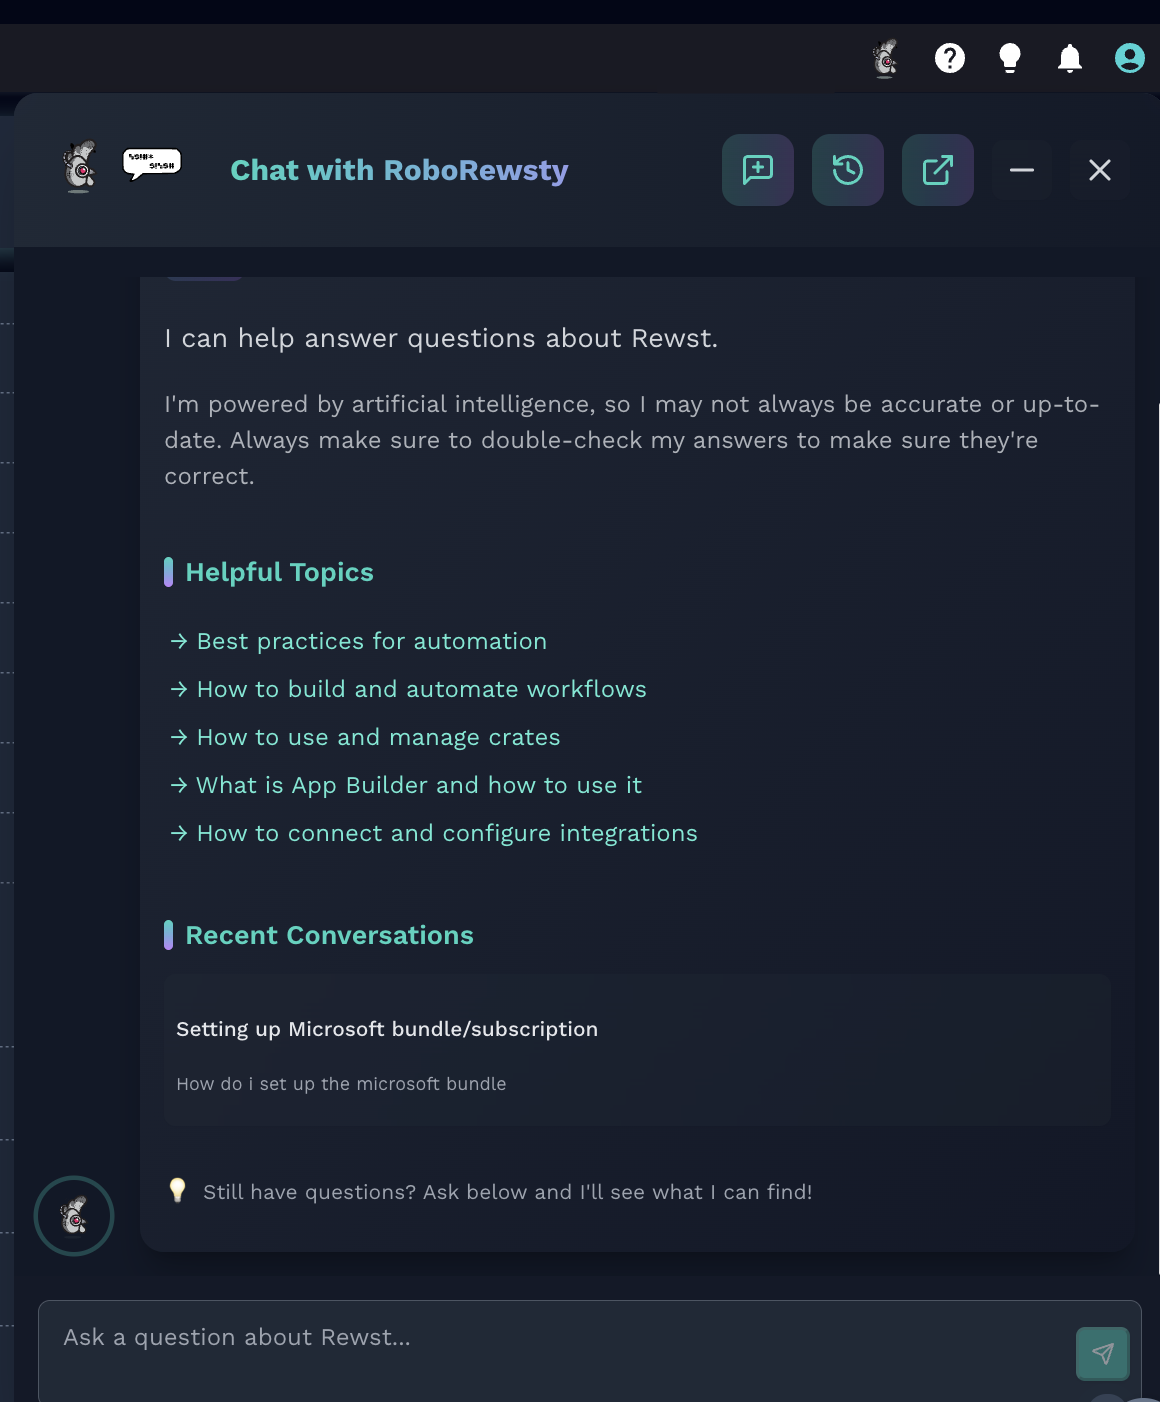 Chat with RoboRewsty
I can help answer questions about Rewst.
I'm powered by artificial intelligence, so I may not always be accurate or up-to-
date. Always make sure to double-check my answers to make sure they're
correct.
Helpful Topics
→ Best practices for automation
→ How to build and automate workflows
→ How to use and manage crates
→ What is App Builder and how to use it
→ How to connect and configure integrations
Recent Conversations
Setting up Microsoft bundle/subscription
How do i set up the microsoft bundle
Still have questions? Ask below and I'll see what I can find!
Ask a question about Rewst...